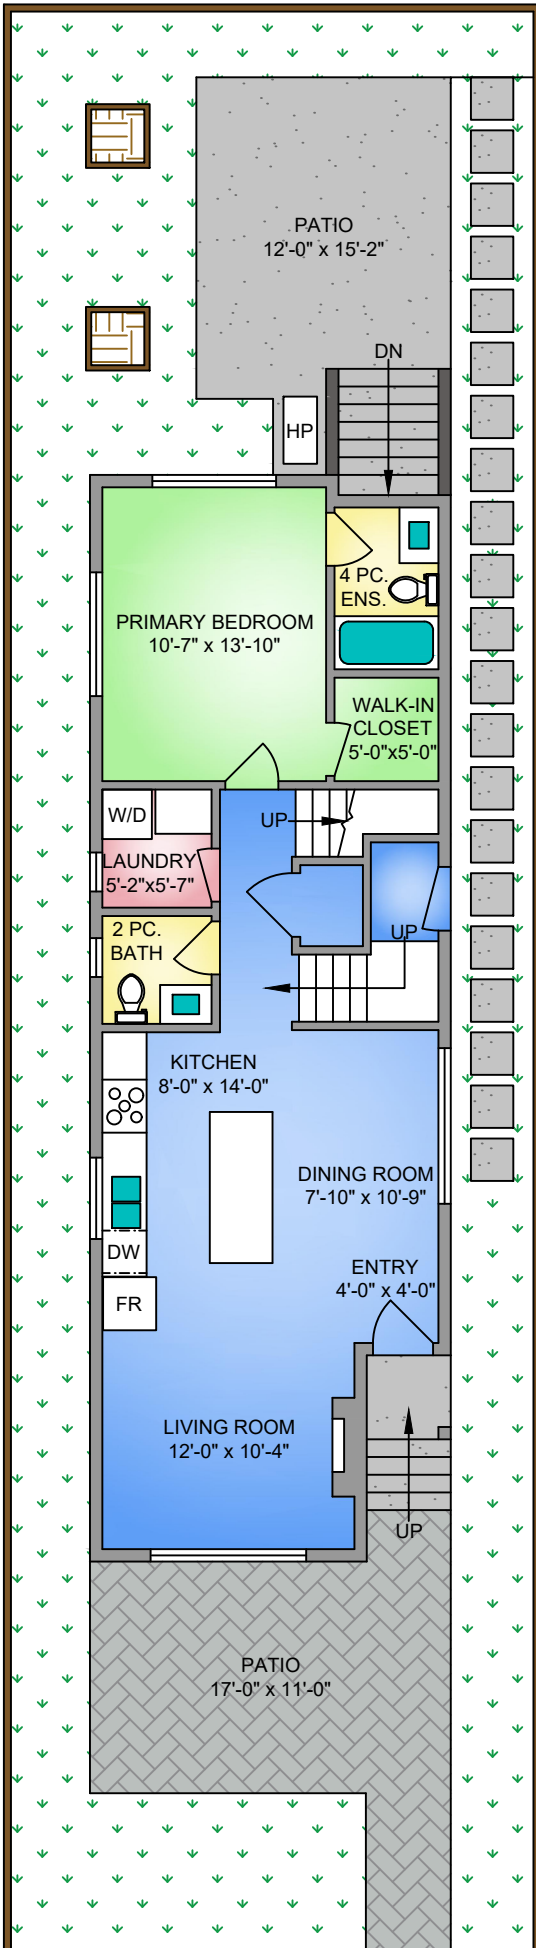 PATIO
12'-0" x 15'-2"
DN
HP
4 PC.
ENS.
PRIMARY BEDROOM
10'-7" x 13'-10"
WALK-IN
CLOSET
5'-0"x5'-0"
W/D
UP
LAUNDRY
5'-2"x5'-7"
2 PC.
BATH
UP
KITCHEN
8'-0" x 14'-0"
DINING ROOM
7'-10" x 10'-9"
DW
ENTRY
4'-0" x 4'-0"
FR
LIVING ROOM
12'-0" x 10'-4"
UP
PATIO
17'-0" x 11'-0"